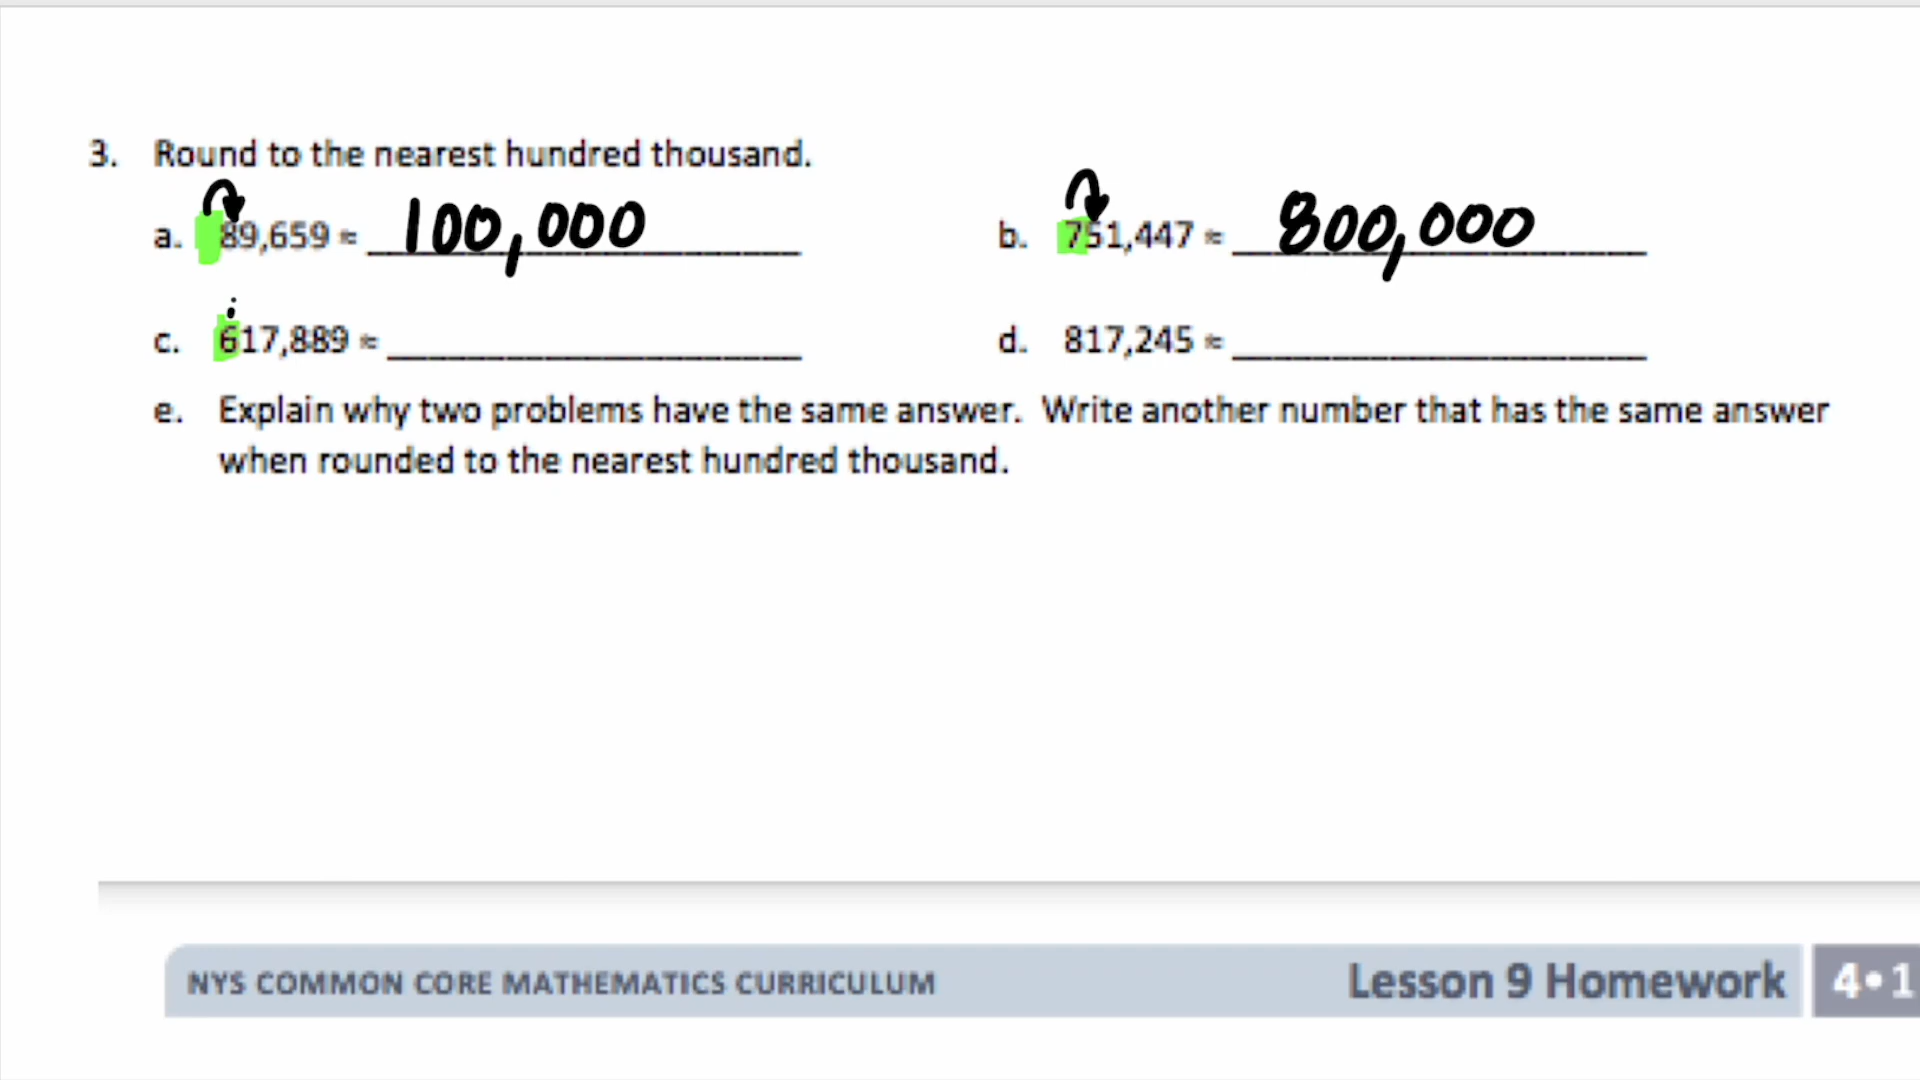 3. Round to the nearest hundred thousand.
a. 89,659 ≈ 100,000
b. 751,447 ≈ 800,000
c. 617,889 ≈
d. 817,245 ≈
e. Explain why two problems have the same answer. Write another number that has the same answer
when rounded to the nearest hundred thousand.
NYS COMMON CORE MATHEMATICS CURRICULUM
Lesson 9 Homework
4•1